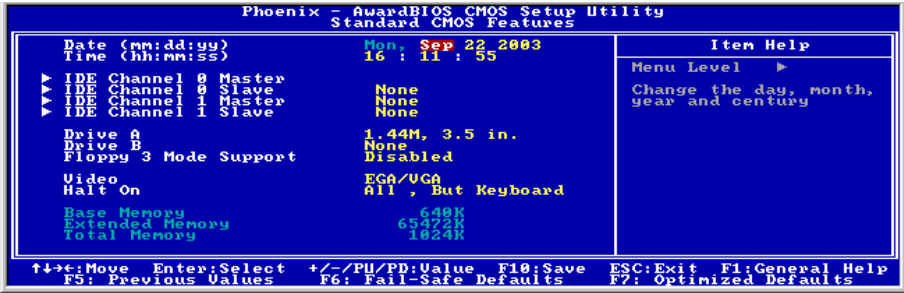 Phoenix - AwardBIOS CMOS Setup Utility
Standard CMOS Features
Date (mm:dd:yy) Mon, Sep 22 2003
Time (hh:mm:ss) 16 : 11 : 55
► IDE Channel 0 Master
► IDE Channel 0 Slave None
► IDE Channel 1 Master None
► IDE Channel 1 Slave None
Drive A 1.44M, 3.5 in.
Drive B None
Floppy 3 Mode Support Disabled
Video EGA/VGA
Halt On All , But Keyboard
Base Memory 640K
Extended Memory 65472K
Total Memory 1024K
Item Help
Menu Level ►
Change the day, month,
year and century
↑↓→←:Move Enter:Select +/-/PU/PD:Value F10:Save ESC:Exit F1:General Help
F5: Previous Values F6: Fail-Safe Defaults F7: Optimized Defaults